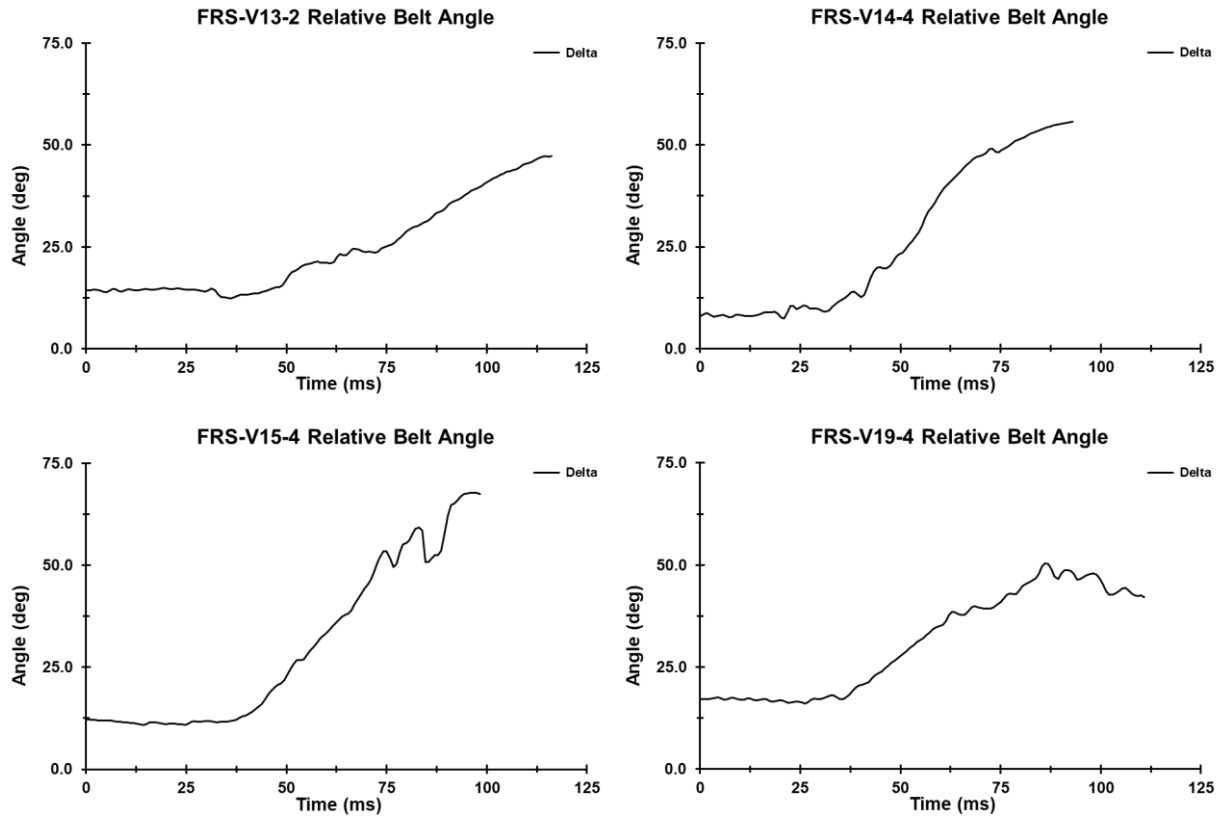 FRS-V13-2 Relative Belt Angle
75.0
Delta
50.0
Angle (deg)
25.0
0.0
0
25
50
75
100
125
Time (ms)
FRS-V14-4 Relative Belt Angle
75.0
Delta
50.0
Angle (deg)
25.0
0.0
0
25
50
75
100
125
Time (ms)
FRS-V15-4 Relative Belt Angle
75.0
Delta
50.0
Angle (deg)
25.0
0.0
0
25
50
75
100
125
Time (ms)
FRS-V19-4 Relative Belt Angle
75.0
Delta
50.0
Angle (deg)
25.0
0.0
0
25
50
75
100
125
Time (ms)